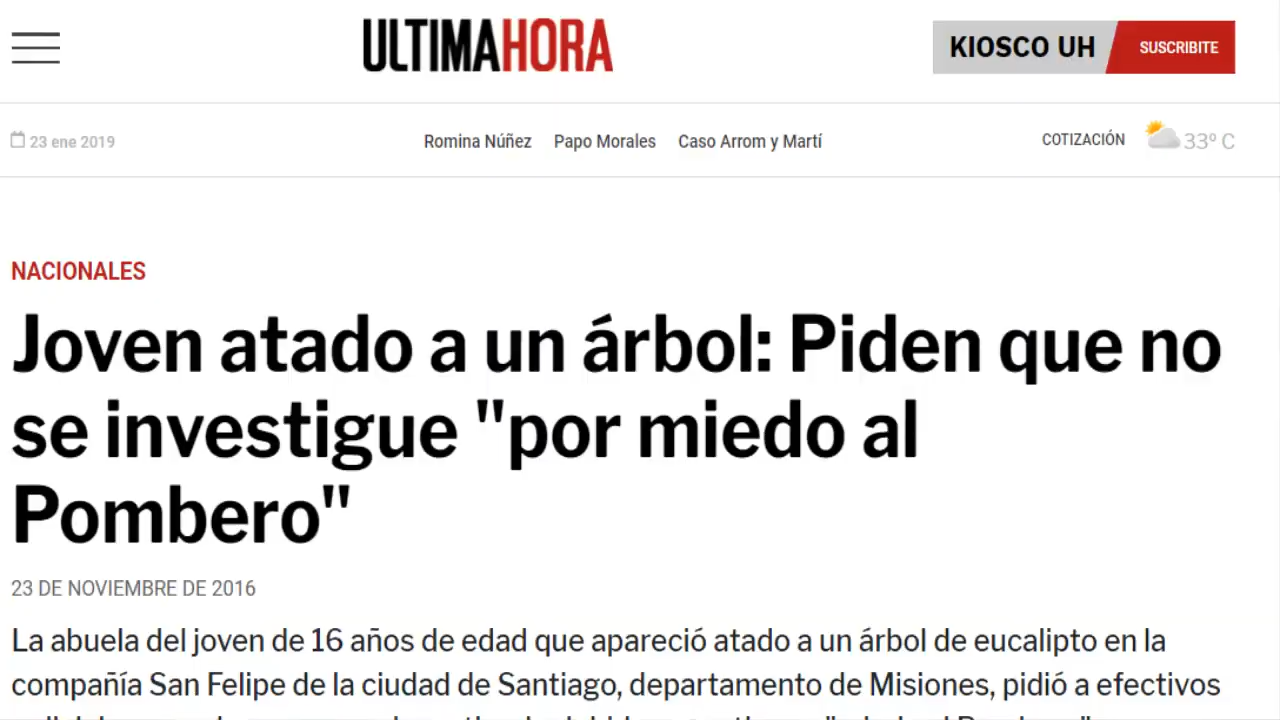 ULTIMAHORA
KIOSCO UH
SUSCRIBITE
23 ene 2019
Romina Núñez Papo Morales Caso Arrom y Martí
COTIZACIÓN
33º C
NACIONALES
Joven atado a un árbol: Piden que no
se investigue "por miedo al
Pombero"
23 DE NOVIEMBRE DE 2016
La abuela del joven de 16 años de edad que apareció atado a un árbol de eucalipto en la
compañía San Felipe de la ciudad de Santiago, departamento de Misiones, pidió a efectivos